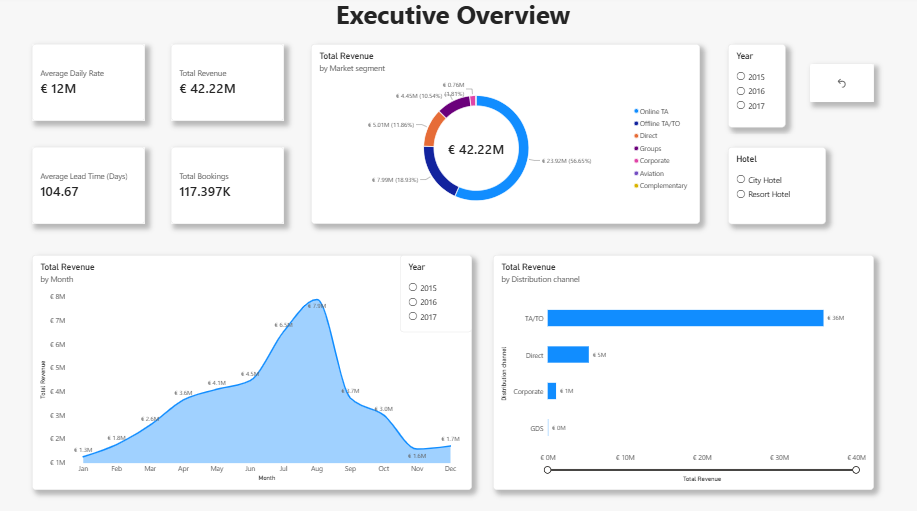 Executive Overview
Average Daily Rate
€ 12M
Total Revenue
€ 42.22M
Average Lead Time (Days)
104.67
Total Bookings
117.397K
Total Revenue
by Market segment
€ 0.76M
(1.81%)
€ 4.45M (10.54%)
€ 5.01M (11.86%)
€ 7.99M (18.93%)
€ 23.92M (56.65%)
€ 42.22M
Online TA
Offline TA/TO
Direct
Groups
Corporate
Aviation
Complementary
Year
2015
2016
2017
Hotel
City Hotel
Resort Hotel
Total Revenue
by Month
Year
2015
2016
2017
Total Revenue
€ 8M
€ 7M
€ 6M
€ 5M
€ 4M
€ 3M
€ 2M
€ 1M
€ 1.3M
€ 1.8M
€ 2.6M
€ 3.6M
€ 4.1M
€ 4.5M
€ 6.5M
€ 7.9M
€ 3.7M
€ 3.0M
€ 1.6M
€ 1.7M
Jan Feb Mar Apr May Jun Jul Aug Sep Oct Nov Dec
Month
Total Revenue
by Distribution channel
Distribution channel
TA/TO € 36M
Direct € 5M
Corporate € 1M
GDS € 0M
€ 0M € 10M € 20M € 30M € 40M
Total Revenue